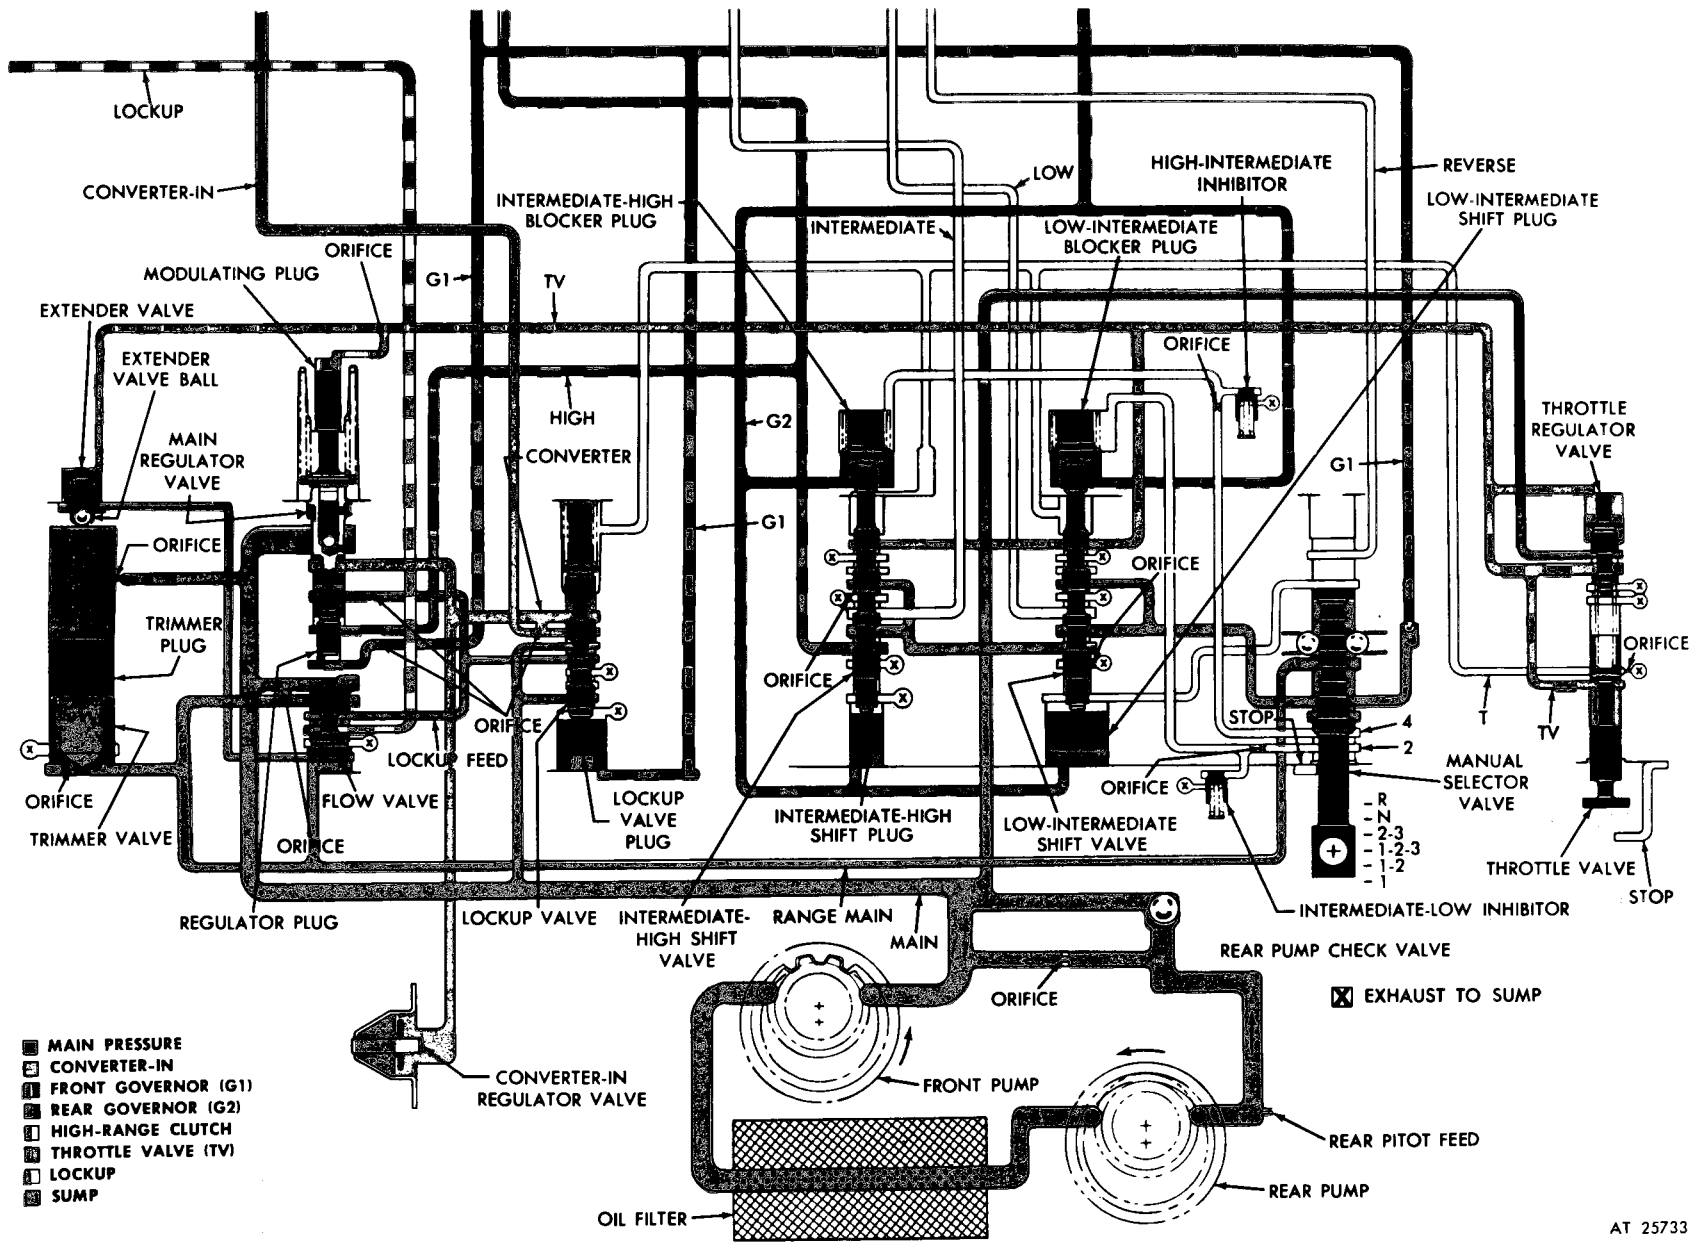 LOCKUP
CONVERTER-IN
ORIFICE
MODULATING PLUG
EXTENDER VALVE
EXTENDER
VALVE BALL
MAIN
REGULATOR
VALVE
ORIFICE
TRIMMER
PLUG
ORIFICE
TRIMMER VALVE
G1
TV
HIGH
CONVERTER
INTERMEDIATE-HIGH
BLOCKER PLUG
INTERMEDIATE
LOW
LOW-INTERMEDIATE
BLOCKER PLUG
HIGH-INTERMEDIATE
INHIBITOR
REVERSE
LOW-INTERMEDIATE
SHIFT PLUG
ORIFICE
G2
G1
G1
THROTTLE
REGULATOR
VALVE
ORIFICE
ORIFICE
ORIFICE
ORIFICE
LOCKUP FEED
FLOW VALVE
ORIFICE
LOCKUP
VALVE
PLUG
STOP
4
2
T
TV
ORIFICE
MANUAL
SELECTOR
VALVE
INTERMEDIATE-HIGH
SHIFT PLUG
LOW-INTERMEDIATE
SHIFT VALVE
R
N
2-3
1-2-3
1-2
1
THROTTLE VALVE
STOP
REGULATOR PLUG
LOCKUP VALVE
INTERMEDIATE-
HIGH SHIFT
VALVE
RANGE MAIN
MAIN
INTERMEDIATE-LOW INHIBITOR
REAR PUMP CHECK VALVE
ORIFICE
X EXHAUST TO SUMP
MAIN PRESSURE
CONVERTER-IN
FRONT GOVERNOR (G1)
REAR GOVERNOR (G2)
HIGH-RANGE CLUTCH
THROTTLE VALVE (TV)
LOCKUP
SUMP
CONVERTER-IN
REGULATOR VALVE
FRONT PUMP
REAR PITOT FEED
REAR PUMP
OIL FILTER
AT 25733